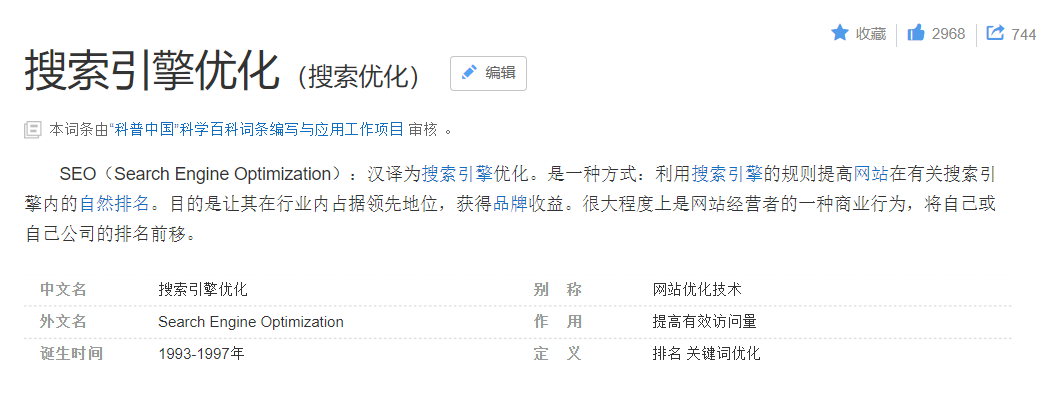 收藏 2968 744
搜索引擎优化（搜索优化） 编辑
本词条由“科普中国”科学百科词条编写与应用工作项目 审核 。
SEO（Search Engine Optimization）：汉译为搜索引擎优化。是一种方式：利用搜索引擎的规则提高网站在有关搜索引
擎内的自然排名。目的是让其在行业内占据领先地位，获得品牌收益。很大程度上是网站经营者的一种商业行为，将自己或
自己公司的排名前移。
中文名 搜索引擎优化 别 称 网站优化技术
外文名 Search Engine Optimization 作 用 提高有效访问量
诞生时间 1993-1997年 定 义 排名 关键词优化